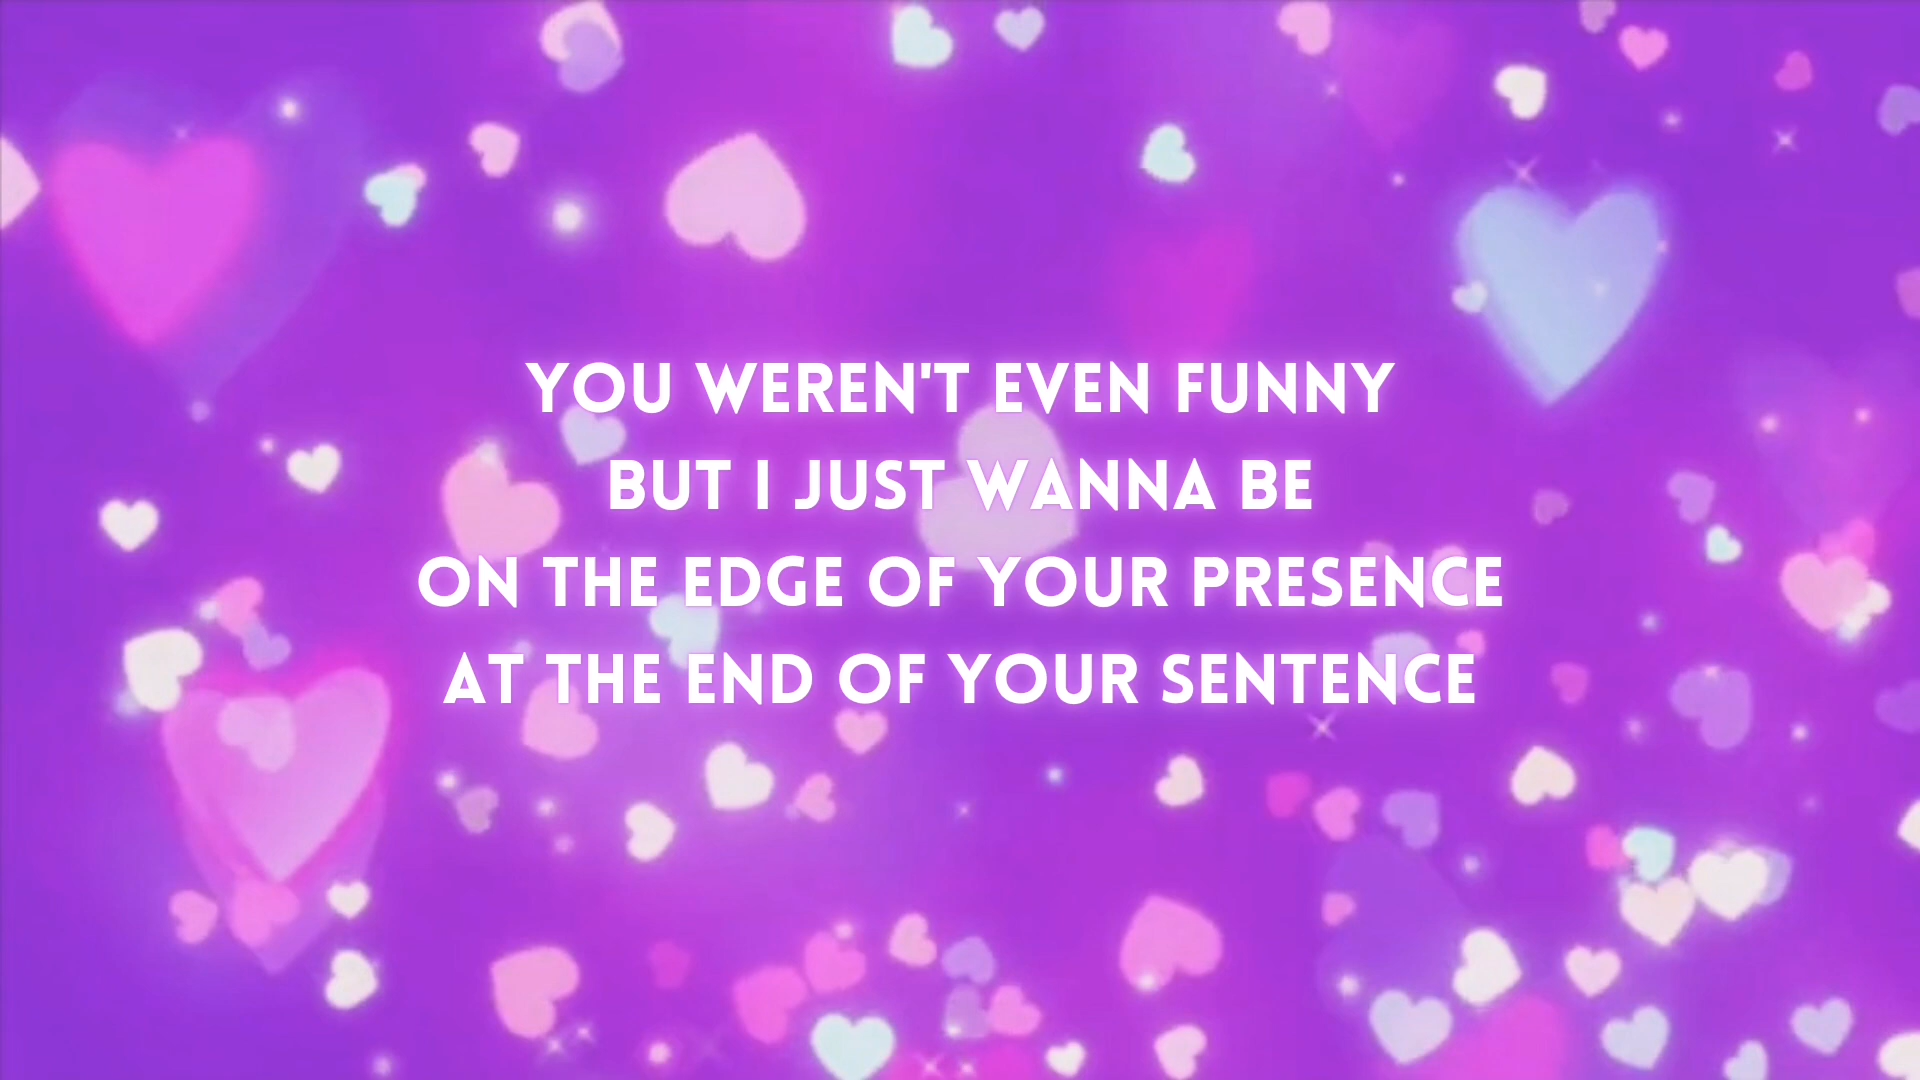 YOU WEREN'T EVEN FUNNY
BUT I JUST WANNA BE
ON THE EDGE OF YOUR PRESENCE
AT THE END OF YOUR SENTENCE